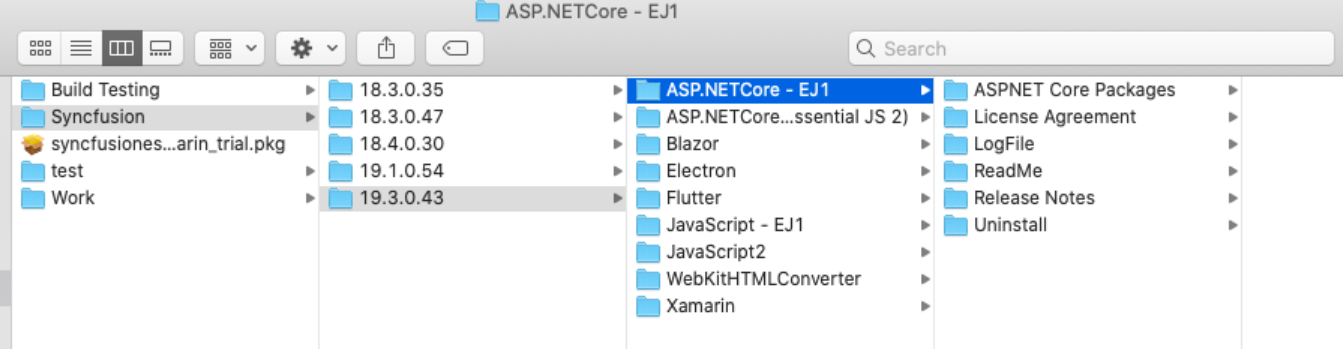 ASP.NETCore - EJ1
Search
Build Testing
Syncfusion
syncfusiones...arin_trial.pkg
test
Work
18.3.0.35
18.3.0.47
18.4.0.30
19.1.0.54
19.3.0.43
ASP.NETCore - EJ1
ASP.NETCore...ssential JS 2)
Blazor
Electron
Flutter
JavaScript - EJ1
JavaScript2
WebKitHTMLConverter
Xamarin
ASPNET Core Packages
License Agreement
LogFile
ReadMe
Release Notes
Uninstall